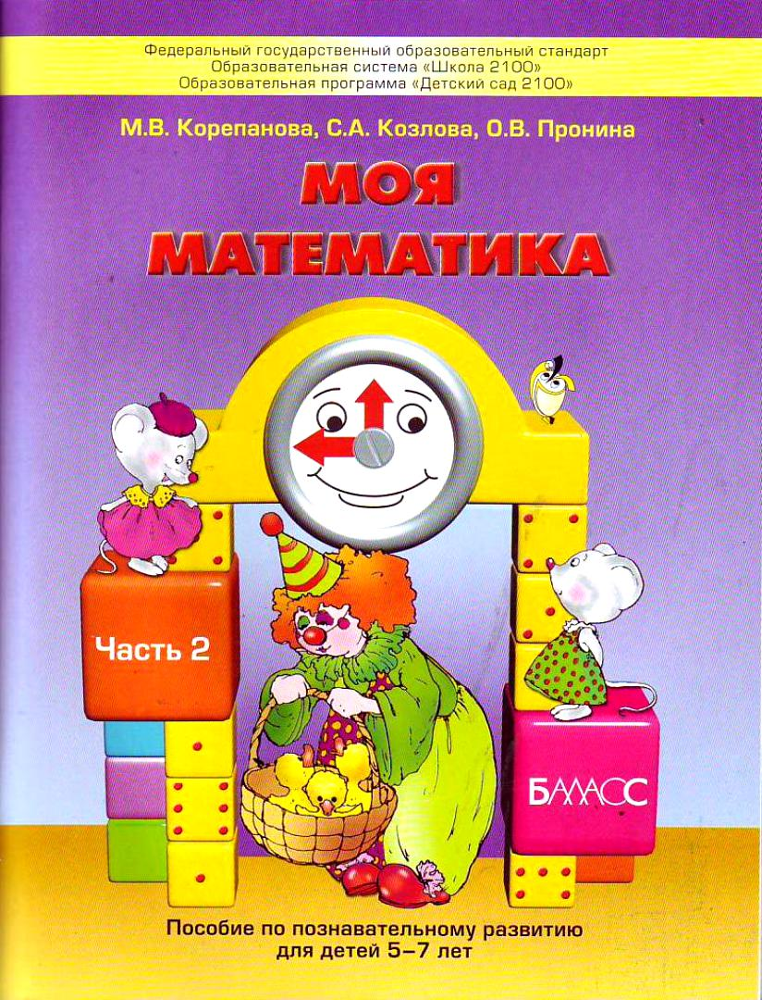 Федеральный государственный образовательный стандарт
Образовательная система «Школа 2100»
Образовательная программа «Детский сад 2100»
М.В. Корепанова, С.А. Козлова, О.В. Пронина
МОЯ
МАТЕМАТИКА
Часть 2
БАЛАСС
Пособие по познавательному развитию
для детей 5–7 лет